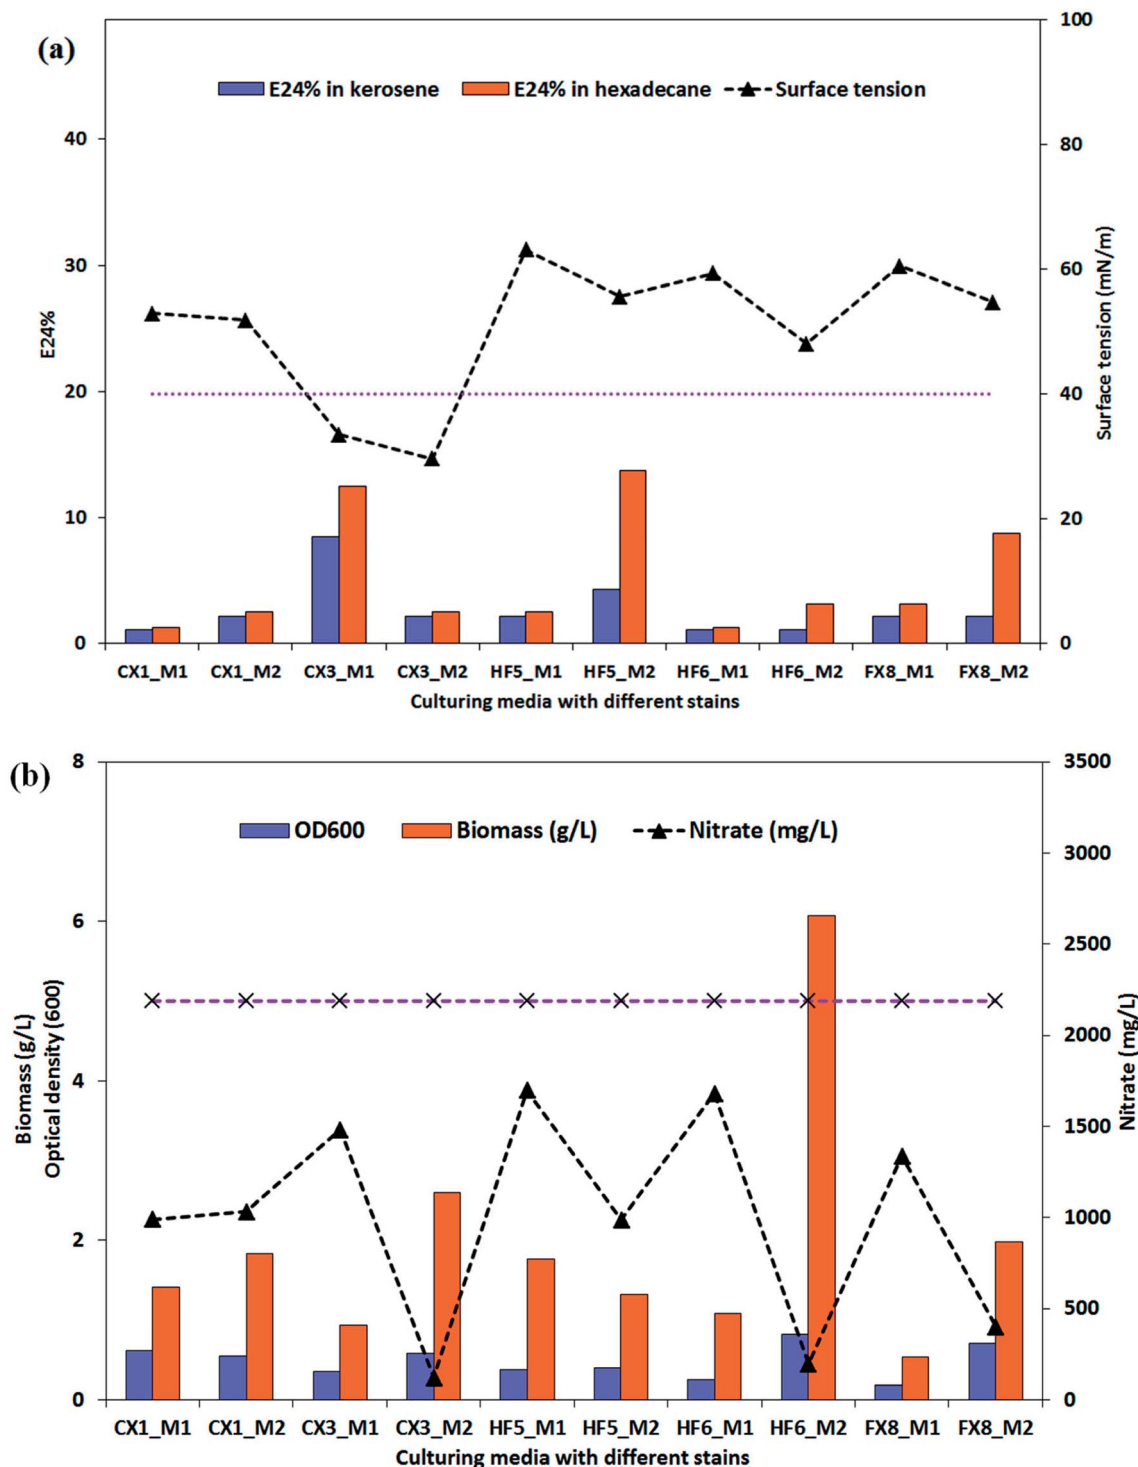 (a)
E24% in kerosene E24% in hexadecane Surface tension
40
30
20
10
0
E24%
100
80
60
40
20
0
Surface tension (mN/m)
CX1_M1 CX1_M2 CX3_M1 CX3_M2 HF5_M1 HF5_M2 HF6_M1 HF6_M2 FX8_M1 FX8_M2
Culturing media with different stains
(b)
OD600 Biomass (g/L) Nitrate (mg/L)
8
6
4
2
0
Biomass (g/L)
Optical density (600)
3500
3000
2500
2000
1500
1000
500
0
Nitrate (mg/L)
CX1_M1 CX1_M2 CX3_M1 CX3_M2 HF5_M1 HF5_M2 HF6_M1 HF6_M2 FX8_M1 FX8_M2
Culturing media with different stains